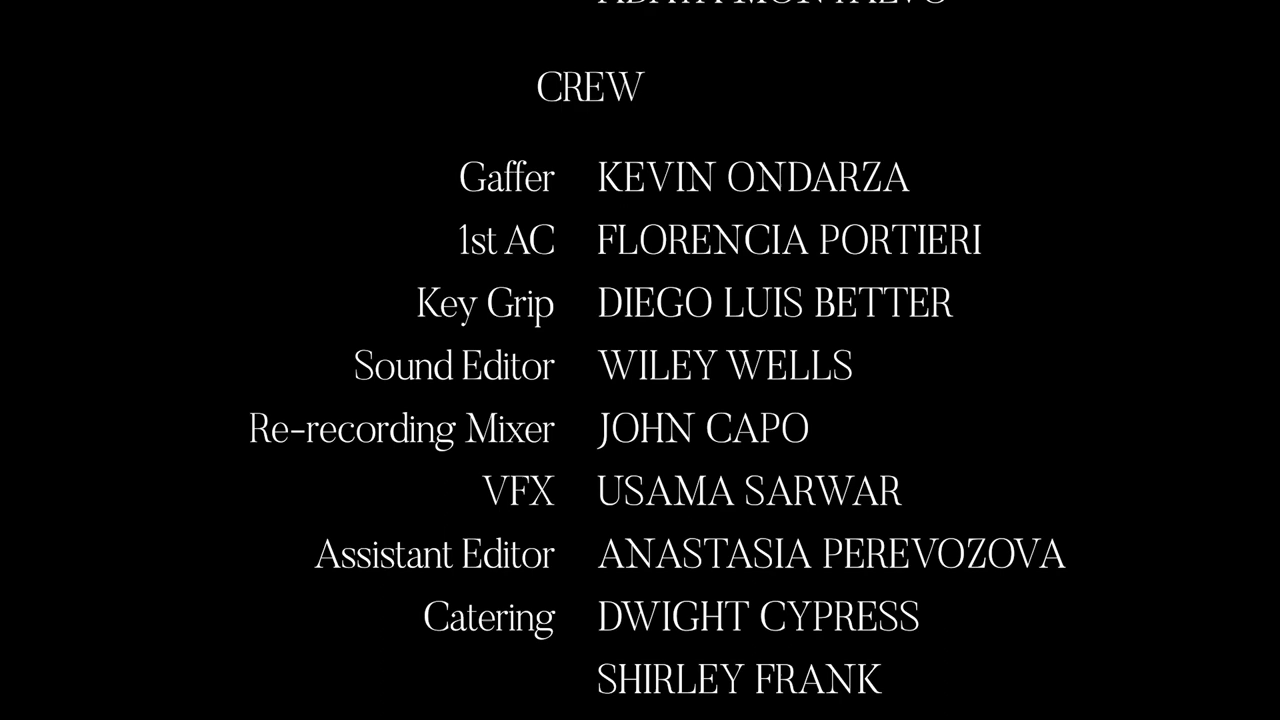 CREW
Gaffer KEVIN ONDARZA
1st AC FLORENCIA PORTIERI
Key Grip DIEGO LUIS BETTER
Sound Editor WILEY WELLS
Re-recording Mixer JOHN CAPO
VFX USAMA SARWAR
Assistant Editor ANASTASIA PEREVOZOVA
Catering DWIGHT CYPRESS
SHIRLEY FRANK